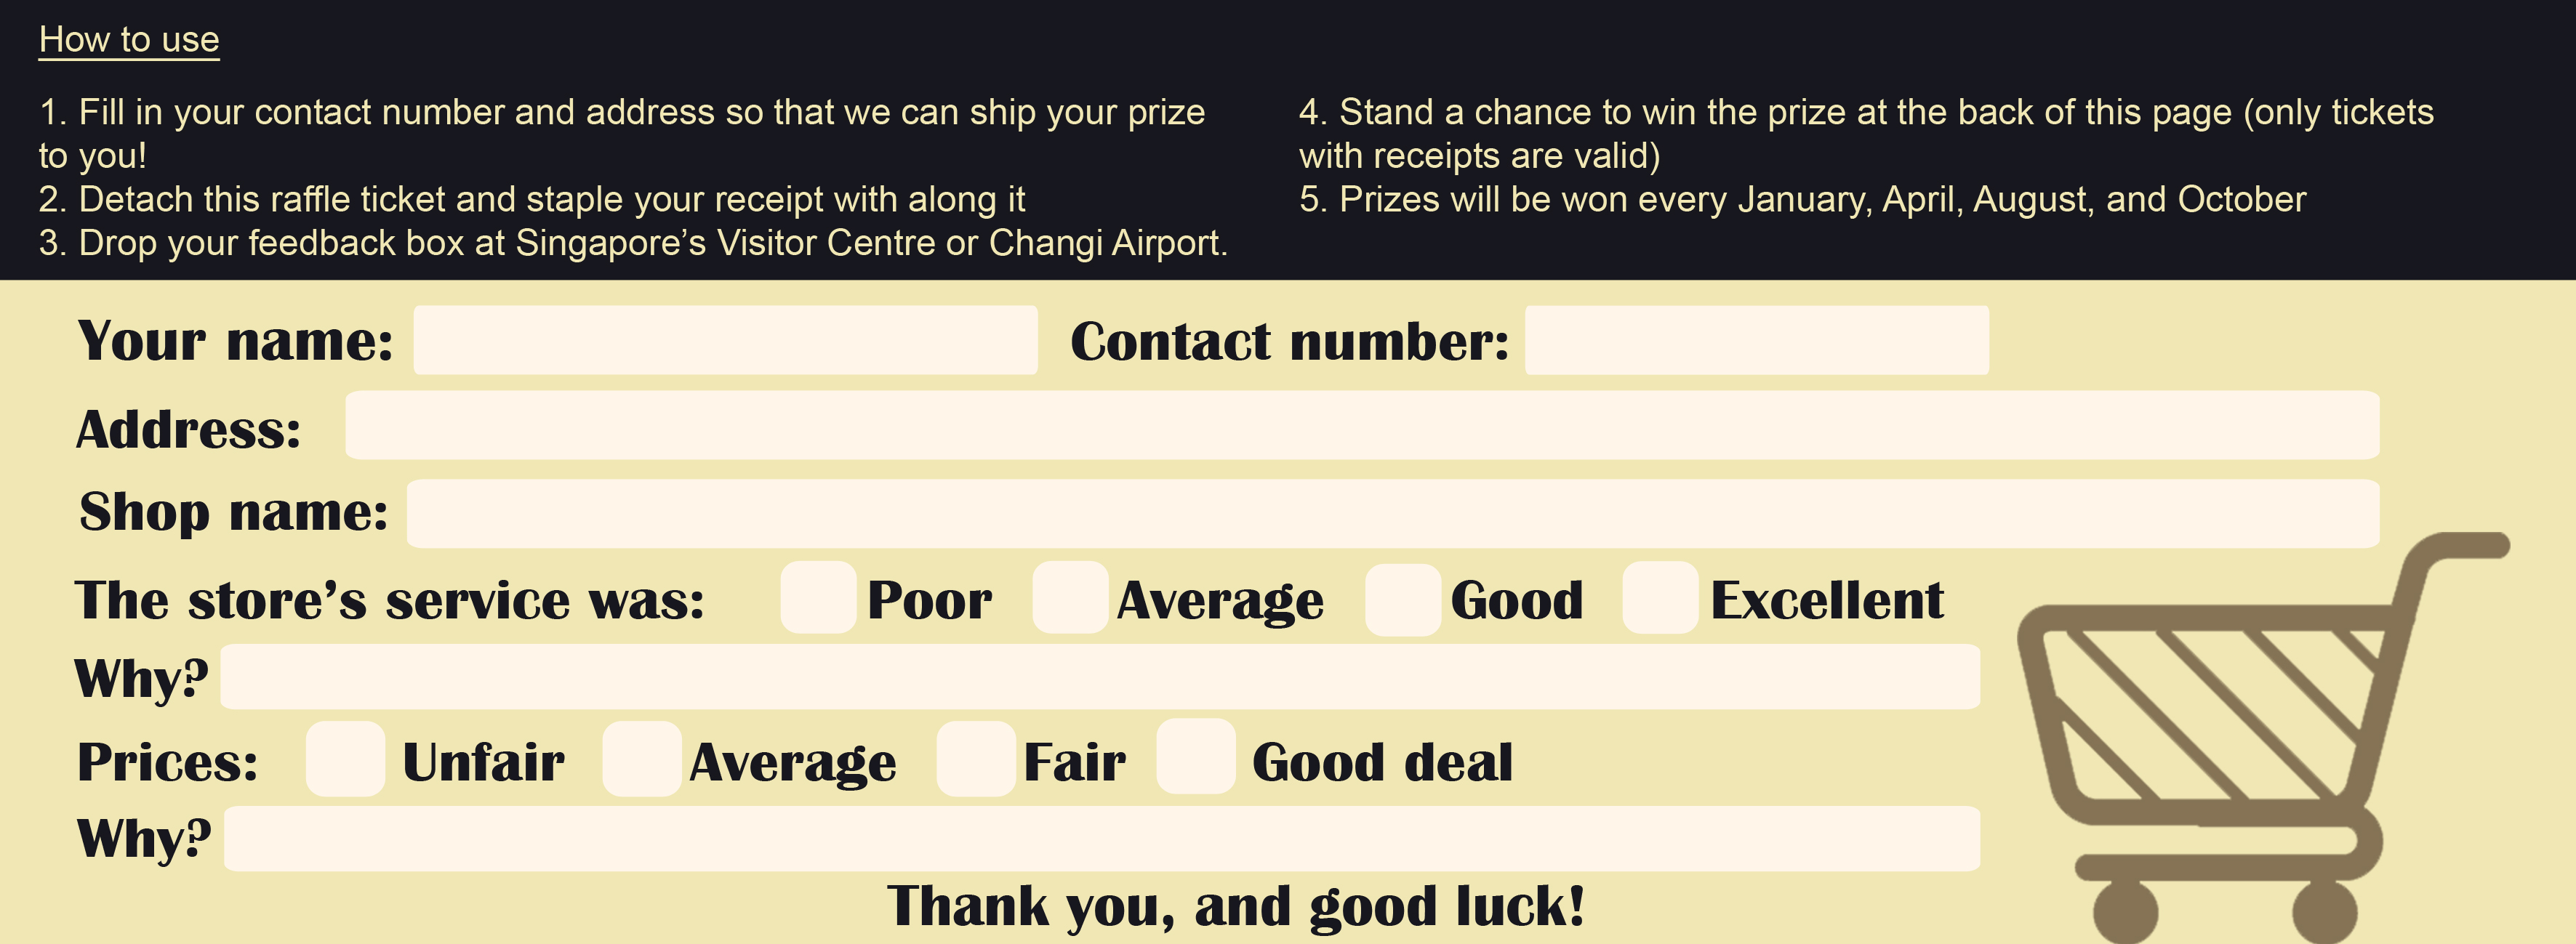 How to use
1. Fill in your contact number and address so that we can ship your prize
to you!
2. Detach this raffle ticket and staple your receipt with along it
3. Drop your feedback box at Singapore’s Visitor Centre or Changi Airport.
4. Stand a chance to win the prize at the back of this page (only tickets
with receipts are valid)
5. Prizes will be won every January, April, August, and October
Your name: Contact number:
Address:
Shop name:
The store’s service was: Poor Average Good Excellent
Why?
Prices: Unfair Average Fair Good deal
Why?
Thank you, and good luck!